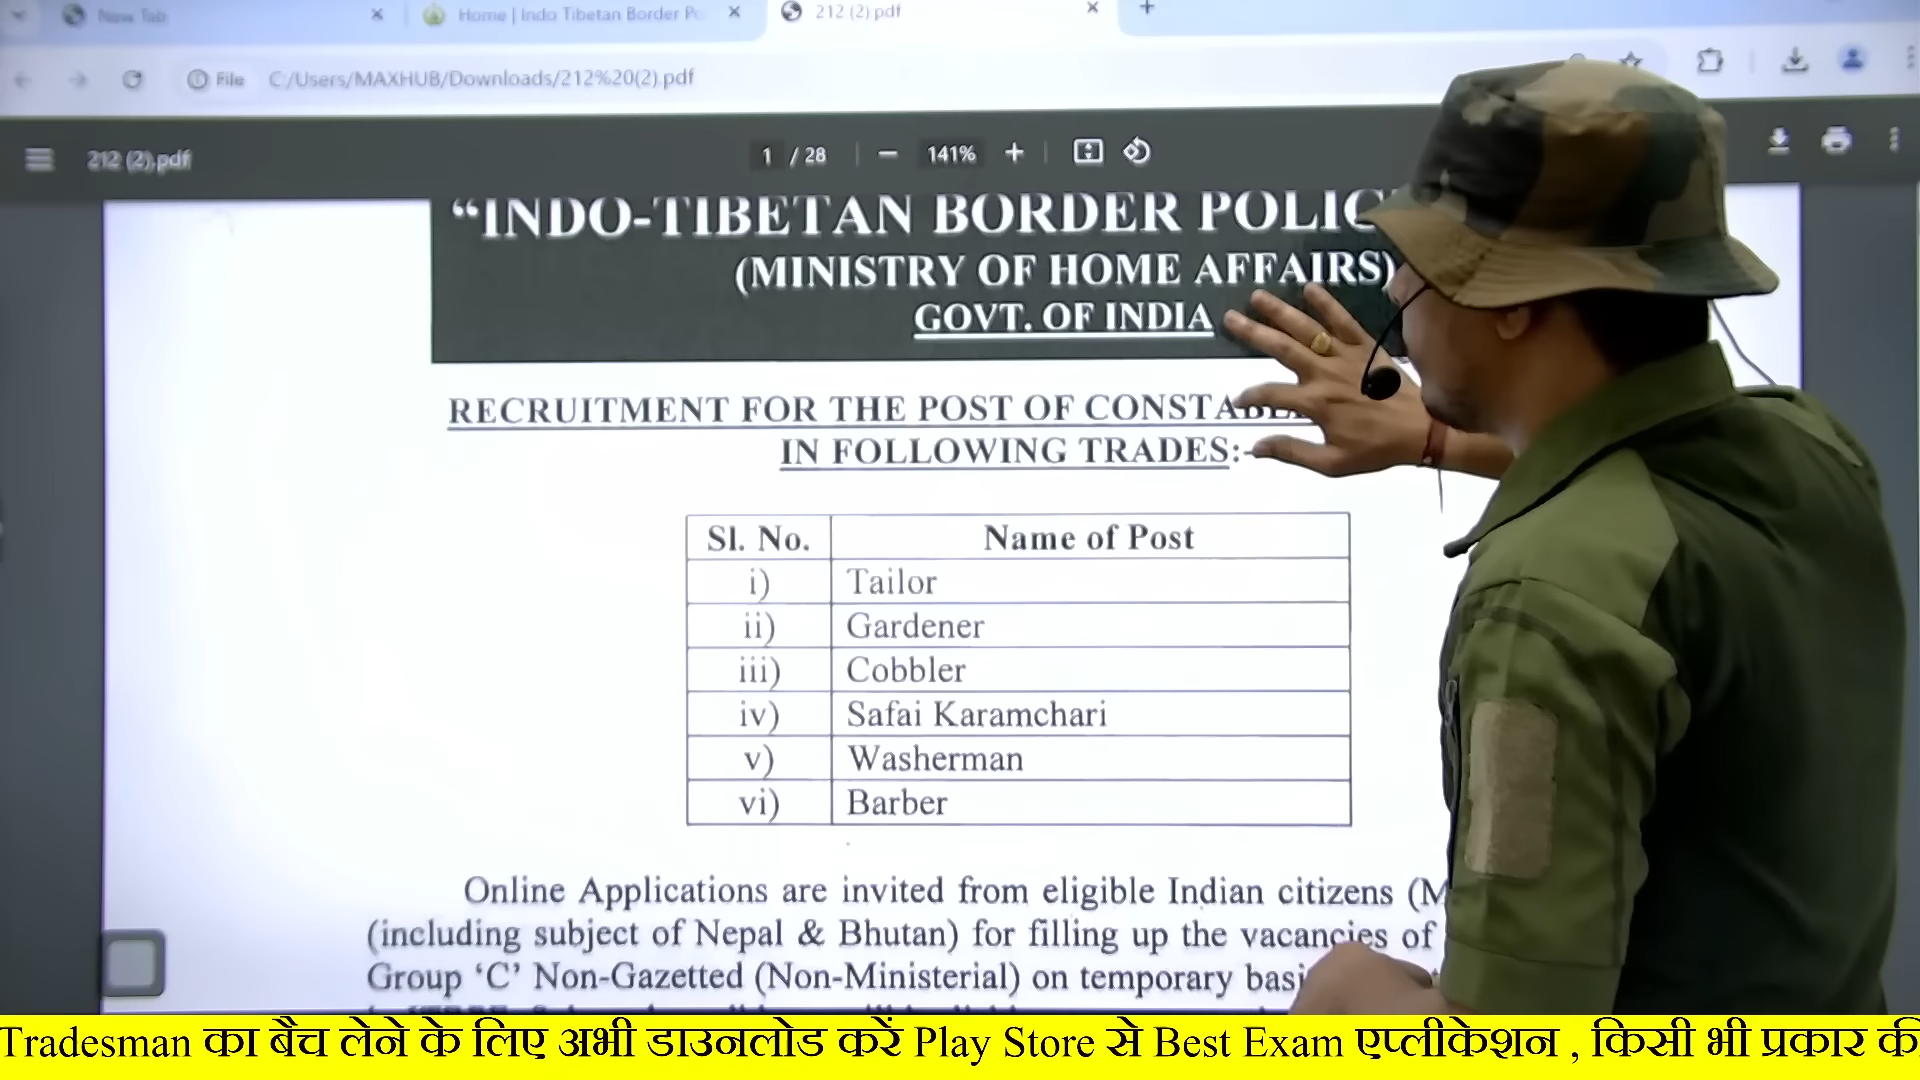 New Tab
Home | Indo Tibetan Border Po
212 (2).pdf
File C:/Users/MAXHUB/Downloads/212%20(2).pdf
212 (2).pdf
1 / 28
141%
“INDO-TIBETAN BORDER POLIC
(MINISTRY OF HOME AFFAIRS)
GOVT. OF INDIA
RECRUITMENT FOR THE POST OF
IN FOLLOWING TRADES:-
Sl. No. Name of Post
i) Tailor
ii) Gardener
iii) Cobbler
iv) Safai Karamchari
v) Washerman
vi) Barber
Online Applications are invited from eligible Indian citizens (M
(including subject of Nepal & Bhutan) for filling up the vacancies of
Group ‘C’ Non-Gazetted (Non-Ministerial) on temporary
Tradesman का बैच लेने के लिए अभी डाउनलोड करें Play Store से Best Exam एप्लीकेशन , किसी भी प्रकार की